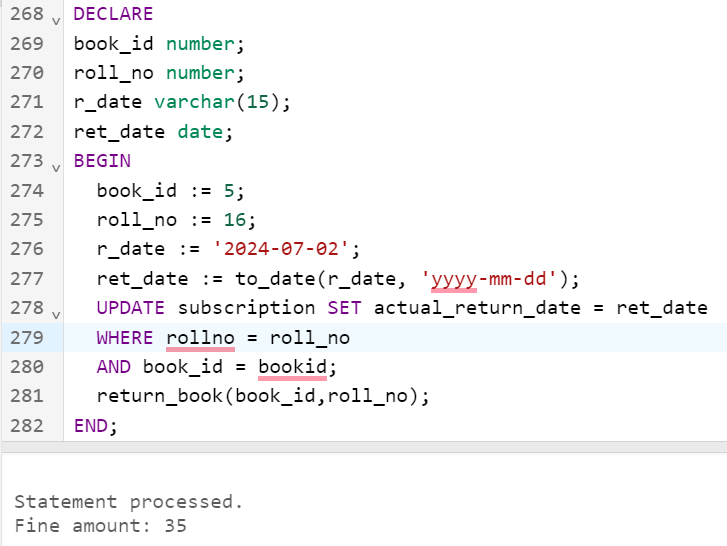 268 DECLARE
269 book_id number;
270 roll_no number;
271 r_date varchar(15);
272 ret_date date;
273 BEGIN
274 book_id := 5;
275 roll_no := 16;
276 r_date := '2024-07-02';
277 ret_date := to_date(r_date, 'yyyy-mm-dd');
278 UPDATE subscription SET actual_return_date = ret_date
279 WHERE rollno = roll_no
280 AND book_id = bookid;
281 return_book(book_id,roll_no);
282 END;
Statement processed.
Fine amount: 35